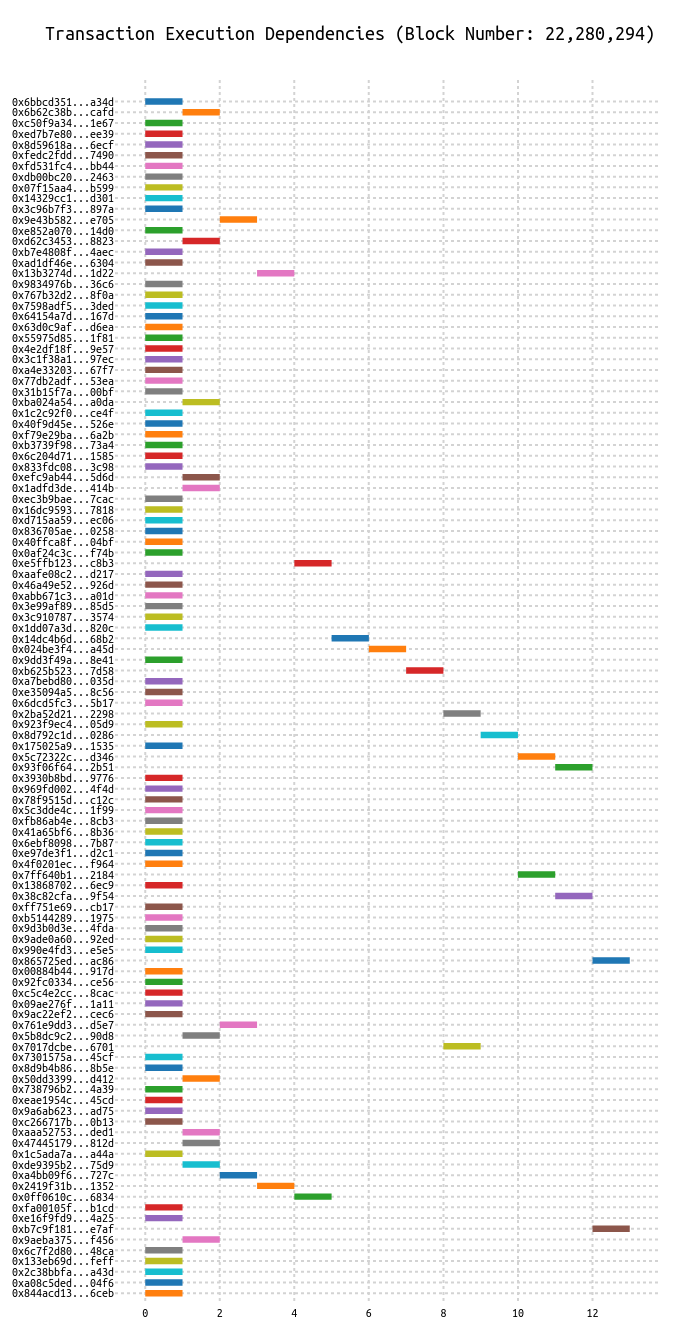 Transaction Execution Dependencies (Block Number: 22,280,294)
0x6bbcd351...a34d
0x6b62c38b...cafd
0xc50f9a34...1e67
0xed7b7e80...ee39
0x8d59618a...6ecf
0xfedc2fdd...7490
0xfd531fc4...bb44
0xdb00bc20...2463
0x07f15aa4...b599
0x14329cc1...d301
0x3c96b7f3...897a
0x9e43b582...e705
0xe852a070...14d0
0xd62c3453...8823
0xb7e4808f...4aec
0xad1df46e...6304
0x13b3274d...1d22
0x9834976b...36c6
0x767b32d2...8f0a
0x7598adf5...3ded
0x64154a7d...167d
0x63d0c9af...d6ea
0x55975d85...1f81
0x4e2df18f...9e57
0x3c1f38a1...97ec
0xa4e33203...67f7
0x77db2adf...53ea
0x31b15f7a...00bf
0xba024a54...a0da
0x1c2c92f0...ce4f
0x40f9d45e...526e
0xf79e29ba...6a2b
0xb3739f98...73a4
0x6c204d71...1585
0x833fdc08...3c98
0xefc9ab44...5d6d
0x1adfd3de...414b
0xec3b9bae...7cac
0x16dc9593...7818
0xd715aa59...ec06
0x836705ae...0258
0x40ffca8f...04bf
0x0af24c3c...f74b
0xe5ffb123...c8b3
0xaafe08c2...d217
0x46a49e52...926d
0xabb671c3...a01d
0x3e99af89...85d5
0x3c910787...3574
0x1dd07a3d...820c
0x14dc4b6d...68b2
0x024be3f4...a45d
0x9dd3f49a...8e41
0xb625b523...7d58
0xa7bebd80...035d
0xe35094a5...8c56
0x6dcd5fc3...5b17
0x2ba52d21...2298
0x923f9ec4...05d9
0x8d792c1d...0286
0x175025a9...1535
0x5c72322c...d346
0x93f06f64...2b51
0x3930b8bd...9776
0x969fd002...4f4d
0x78f9515d...c12c
0x5c3dde4c...1f99
0xfb86ab4e...8cb3
0x41a65bf6...8b36
0x6ebf8098...7b87
0xe97de3f1...d2c1
0x4f0201ec...f964
0x7ff640b1...2184
0x13868702...6ec9
0x38c82cfa...9f54
0xff751e69...cb17
0xb5144289...1975
0x9d3b0d3e...4fda
0x9ade0a60...92ed
0x990e4fd3...e5e5
0x865725ed...ac86
0x00884b44...917d
0x92fc0334...ce56
0xc5c4e2cc...8cac
0x09ae276f...1a11
0x9ac22ef2...cec6
0x761e9dd3...d5e7
0x5b8dc9c2...90d8
0x7017dcbe...6701
0x7301575a...45cf
0x8d9b4b86...8b5e
0x50dd3399...d412
0x738796b2...4a39
0xeae1954c...45cd
0x9a6ab623...ad75
0xc266717b...0b13
0xaaa52753...ded1
0x47445179...812d
0x1c5ada7a...a44a
0xde9395b2...75d9
0xa4bb09f6...727c
0x2419f31b...1352
0x0ff0610c...6834
0xfa00105f...b1cd
0xe16f9fd9...4a25
0xb7c9f181...e7af
0x9aeba375...f456
0x6c7f2d80...48ca
0x133eb69d...feff
0x2c38bbfa...a43d
0xa08c5ded...04f6
0x844acd13...6ceb
0 2 4 6 8 10 12